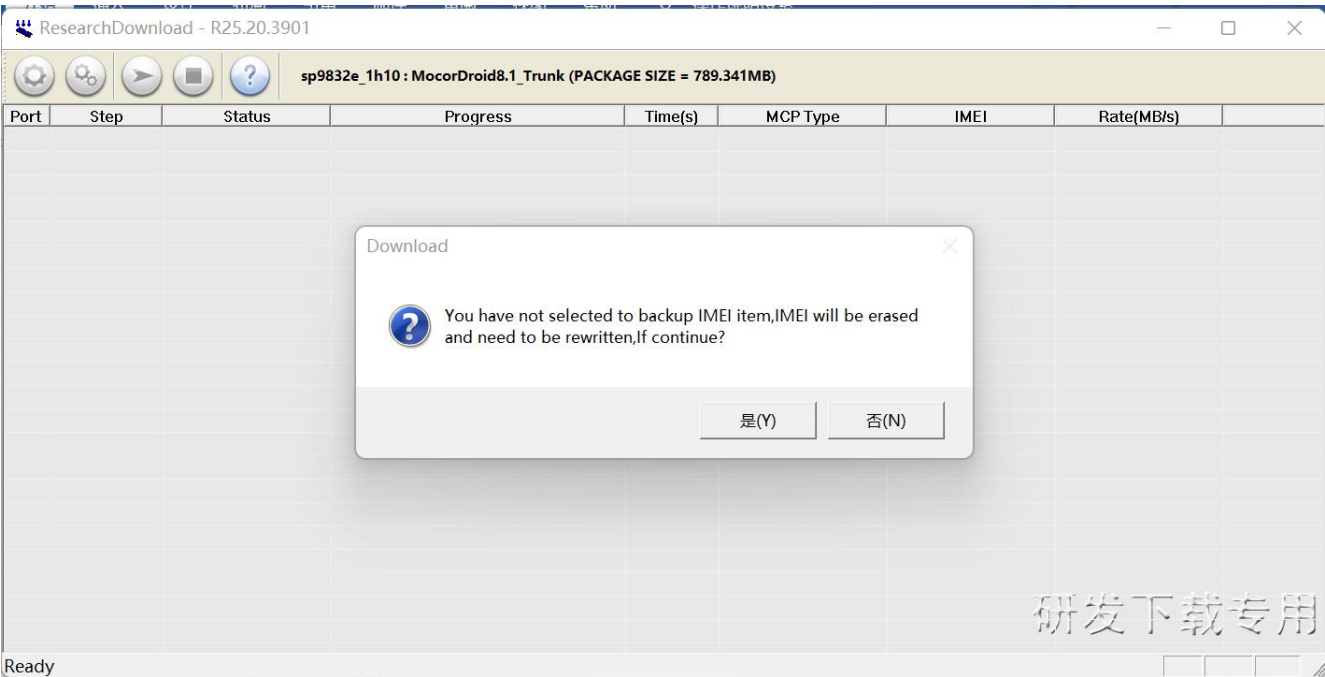 ResearchDownload - R25.20.3901
sp9832e_1h10 : MocorDroid8.1_Trunk (PACKAGE SIZE = 789.341MB)
Port Step Status Progress Time(s) MCP Type IMEI Rate(MB/s)
Download
You have not selected to backup IMEI item,IMEI will be erased
and need to be rewritten,If continue?
是(Y) 否(N)
研发下载专用
Ready